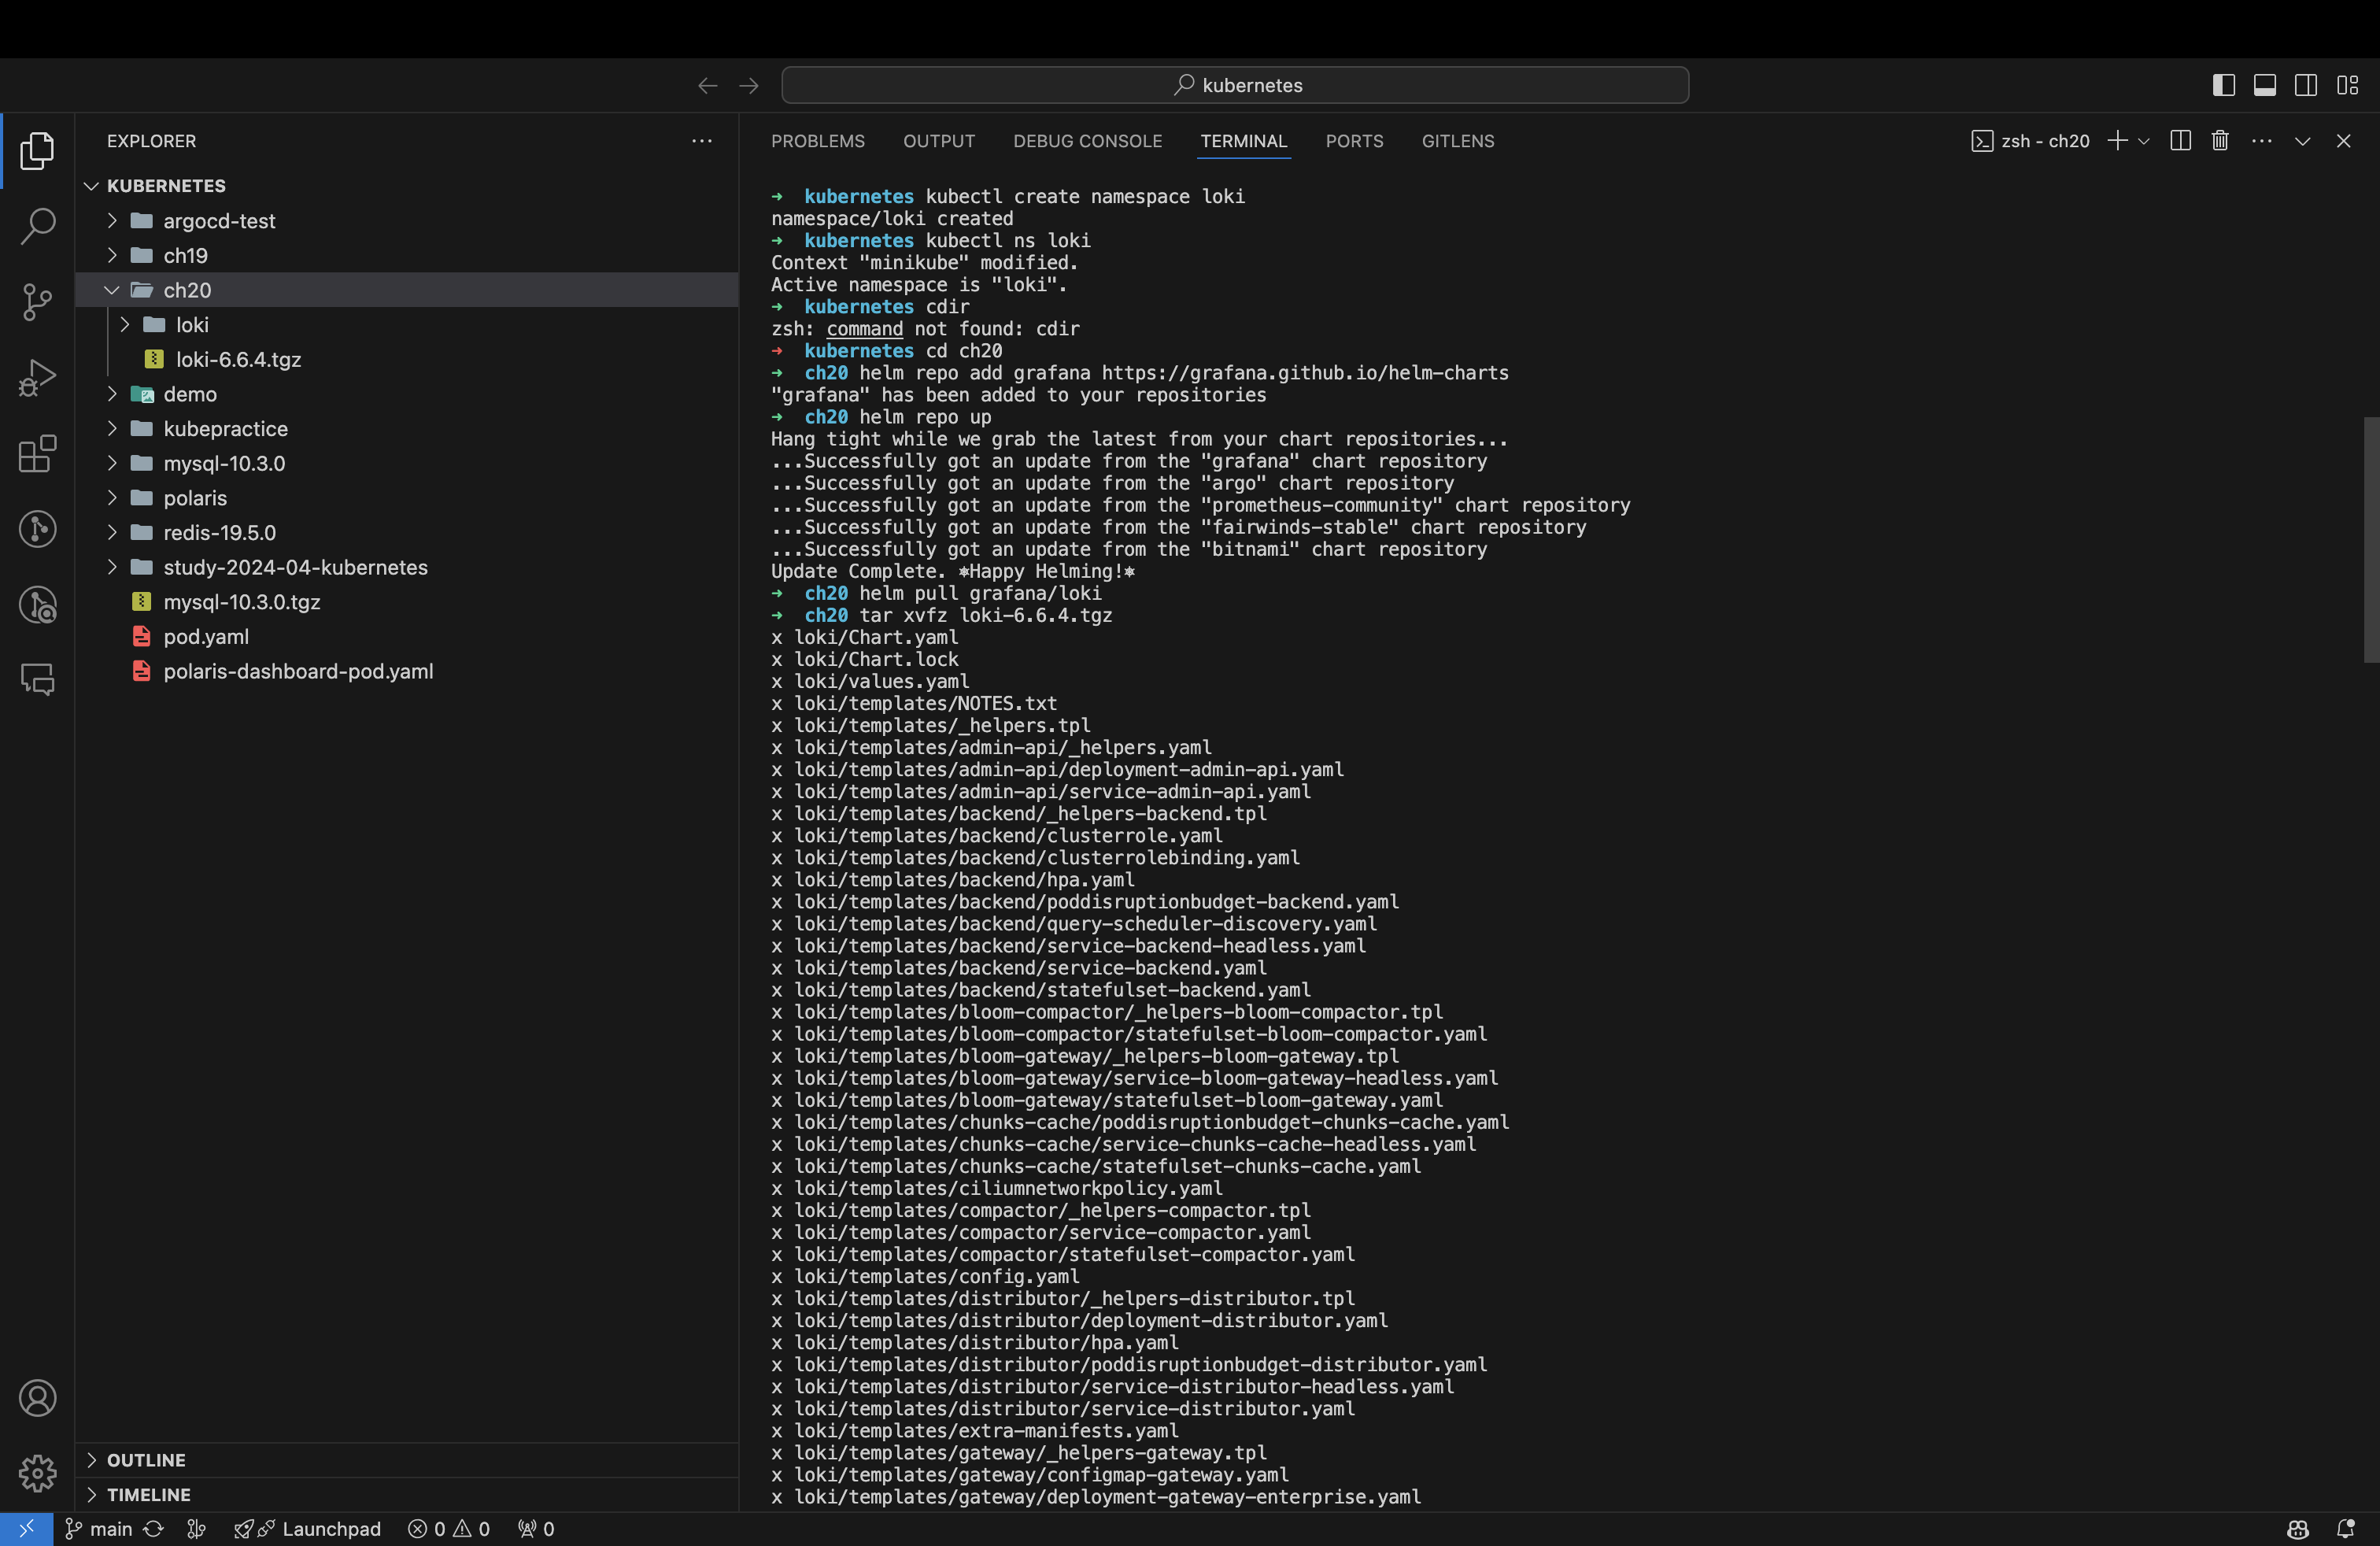 kubernetes
EXPLORER
KUBERNETES
argocd-test
ch19
ch20
loki
loki-6.6.4.tgz
demo
kubepractice
mysql-10.3.0
polaris
redis-19.5.0
study-2024-04-kubernetes
mysql-10.3.0.tgz
pod.yaml
polaris-dashboard-pod.yaml
OUTLINE
TIMELINE
PROBLEMS OUTPUT DEBUG CONSOLE TERMINAL PORTS GITLENS
zsh - ch20
➜ kubernetes kubectl create namespace loki
namespace/loki created
➜ kubernetes kubectl ns loki
Context "minikube" modified.
Active namespace is "loki".
➜ kubernetes cdir
zsh: command not found: cdir
➜ kubernetes cd ch20
➜ ch20 helm repo add grafana https://grafana.github.io/helm-charts
"grafana" has been added to your repositories
➜ ch20 helm repo up
Hang tight while we grab the latest from your chart repositories...
...Successfully got an update from the "grafana" chart repository
...Successfully got an update from the "argo" chart repository
...Successfully got an update from the "prometheus-community" chart repository
...Successfully got an update from the "fairwinds-stable" chart repository
...Successfully got an update from the "bitnami" chart repository
Update Complete. ⎈Happy Helming!⎈
➜ ch20 helm pull grafana/loki
➜ ch20 tar xvfz loki-6.6.4.tgz
x loki/Chart.yaml
x loki/Chart.lock
x loki/values.yaml
x loki/templates/NOTES.txt
x loki/templates/_helpers.tpl
x loki/templates/admin-api/_helpers.yaml
x loki/templates/admin-api/deployment-admin-api.yaml
x loki/templates/admin-api/service-admin-api.yaml
x loki/templates/backend/_helpers-backend.tpl
x loki/templates/backend/clusterrole.yaml
x loki/templates/backend/clusterrolebinding.yaml
x loki/templates/backend/hpa.yaml
x loki/templates/backend/poddisruptionbudget-backend.yaml
x loki/templates/backend/query-scheduler-discovery.yaml
x loki/templates/backend/service-backend-headless.yaml
x loki/templates/backend/service-backend.yaml
x loki/templates/backend/statefulset-backend.yaml
x loki/templates/bloom-compactor/_helpers-bloom-compactor.tpl
x loki/templates/bloom-compactor/statefulset-bloom-compactor.yaml
x loki/templates/bloom-gateway/_helpers-bloom-gateway.tpl
x loki/templates/bloom-gateway/service-bloom-gateway-headless.yaml
x loki/templates/bloom-gateway/statefulset-bloom-gateway.yaml
x loki/templates/chunks-cache/poddisruptionbudget-chunks-cache.yaml
x loki/templates/chunks-cache/service-chunks-cache-headless.yaml
x loki/templates/chunks-cache/statefulset-chunks-cache.yaml
x loki/templates/ciliumnetworkpolicy.yaml
x loki/templates/compactor/_helpers-compactor.tpl
x loki/templates/compactor/service-compactor.yaml
x loki/templates/compactor/statefulset-compactor.yaml
x loki/templates/config.yaml
x loki/templates/distributor/_helpers-distributor.tpl
x loki/templates/distributor/deployment-distributor.yaml
x loki/templates/distributor/hpa.yaml
x loki/templates/distributor/poddisruptionbudget-distributor.yaml
x loki/templates/distributor/service-distributor-headless.yaml
x loki/templates/distributor/service-distributor.yaml
x loki/templates/extra-manifests.yaml
x loki/templates/gateway/_helpers-gateway.tpl
x loki/templates/gateway/configmap-gateway.yaml
x loki/templates/gateway/deployment-gateway-enterprise.yaml
main Launchpad 0 0 0